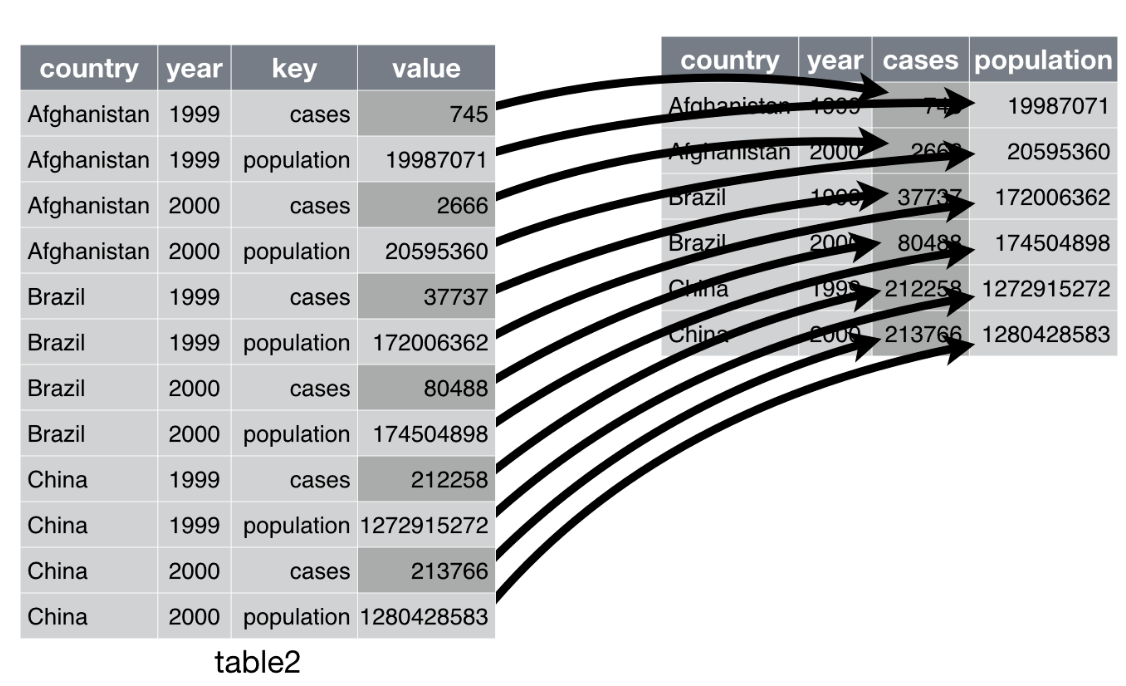 country year key value
Afghanistan 1999 cases 745
Afghanistan 1999 population 19987071
Afghanistan 2000 cases 2666
Afghanistan 2000 population 20595360
Brazil 1999 cases 37737
Brazil 1999 population 172006362
Brazil 2000 cases 80488
Brazil 2000 population 174504898
China 1999 cases 212258
China 1999 population 1272915272
China 2000 cases 213766
China 2000 population 1280428583
table2
country year cases population
Afghanistan 1999 745 19987071
Afghanistan 2000 2666 20595360
Brazil 1999 37737 172006362
Brazil 2000 80488 174504898
China 1999 212258 1272915272
China 2000 213766 1280428583